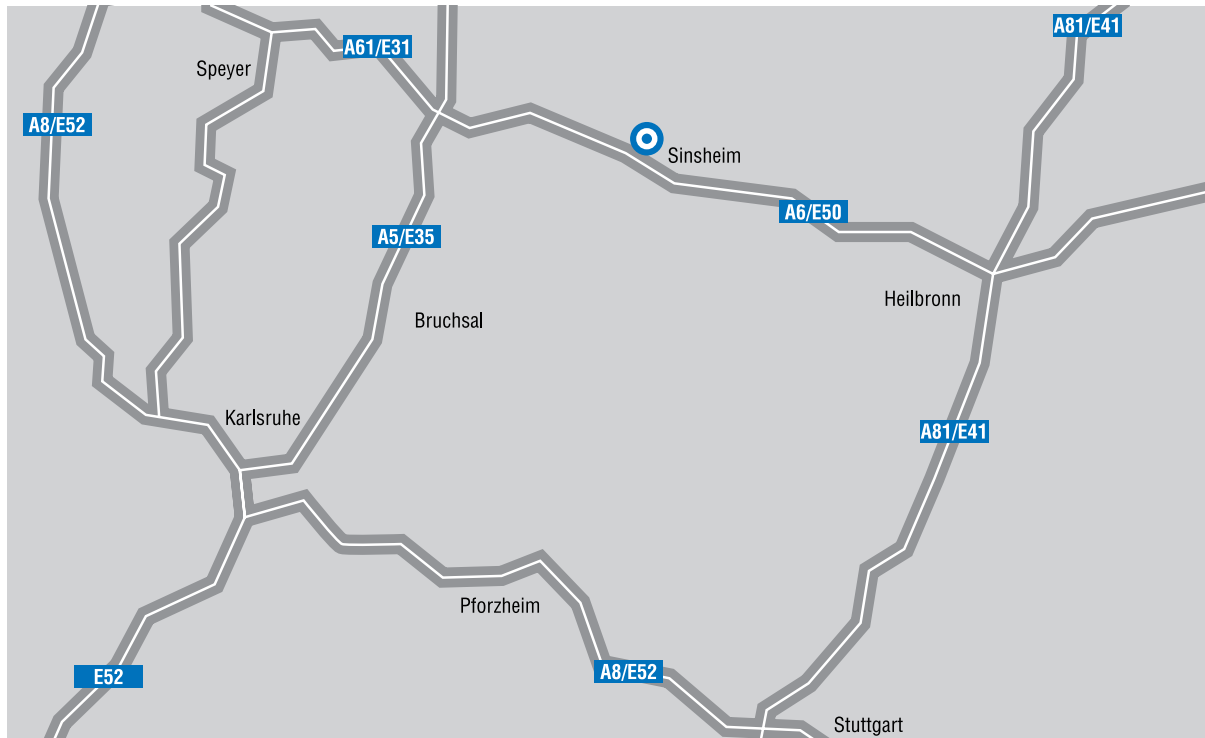 A81/E41
A61/E31
Speyer
A8/E52
Sinsheim
A6/E50
A5/E35
Heilbronn
Bruchsal
Karlsruhe
A81/E41
Pforzheim
A8/E52
E52
Stuttgart